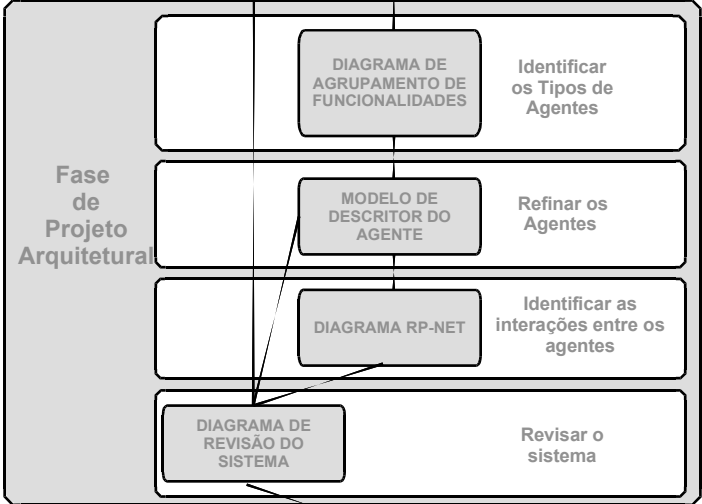 Fase
de
Projeto
Arquitetural
DIAGRAMA DE
AGRUPAMENTO DE
FUNCIONALIDADES
Identificar
os Tipos de
Agentes
MODELO DE
DESCRITOR DO
AGENTE
Refinar os
Agentes
DIAGRAMA RP-NET
Identificar as
interações entre os
agentes
DIAGRAMA DE
REVISÃO DO
SISTEMA
Revisar o
sistema